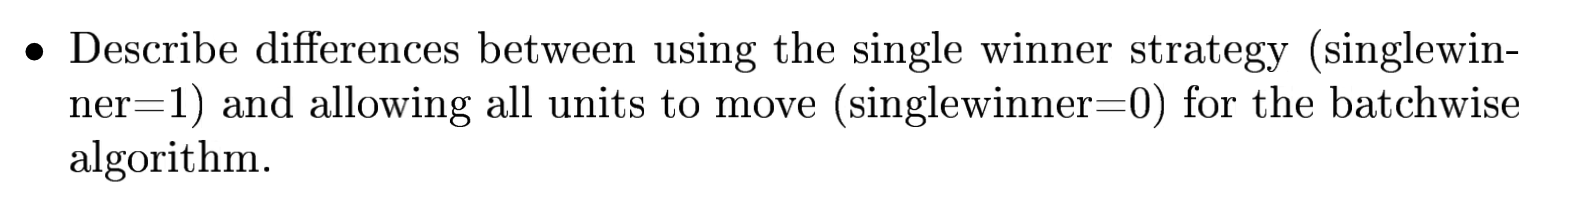 • Describe differences between using the single winner strategy (singlewin-
ner=1) and allowing all units to move (singlewinner=0) for the batchwise
algorithm.